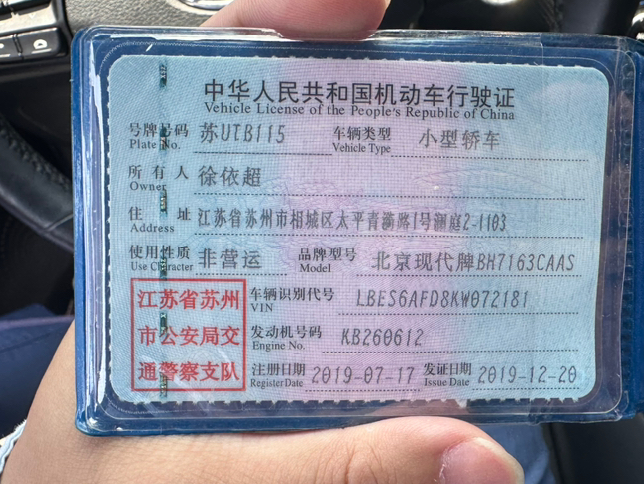 中华人民共和国机动车行驶证
Vehicle License of the People's Republic of China
号牌号码 苏UTB115 车辆类型 小型轿车
Plate No. Vehicle Type
所有人 徐依超
Owner
住址 江苏省苏州市相城区太平青漪路1号澜庭2-1103
Address
使用性质 非营运 品牌型号 北京现代牌BH7163CAAS
Use Character Model
江苏省苏州
市公安局交
通警察支队
车辆识别代号 LBES6AFD8KW072181
VIN
发动机号码 KB260612
Engine No.
注册日期 2019-07-17 发证日期 2019-12-20
Register Date Issue Date